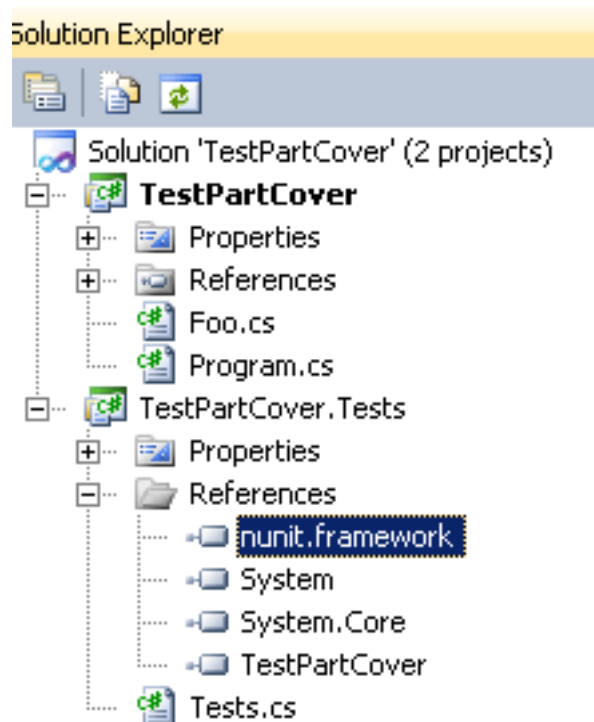 Solution Explorer
Solution 'TestPartCover' (2 projects)
TestPartCover
Properties
References
Foo.cs
Program.cs
TestPartCover.Tests
Properties
References
nunit.framework
System
System.Core
TestPartCover
Tests.cs